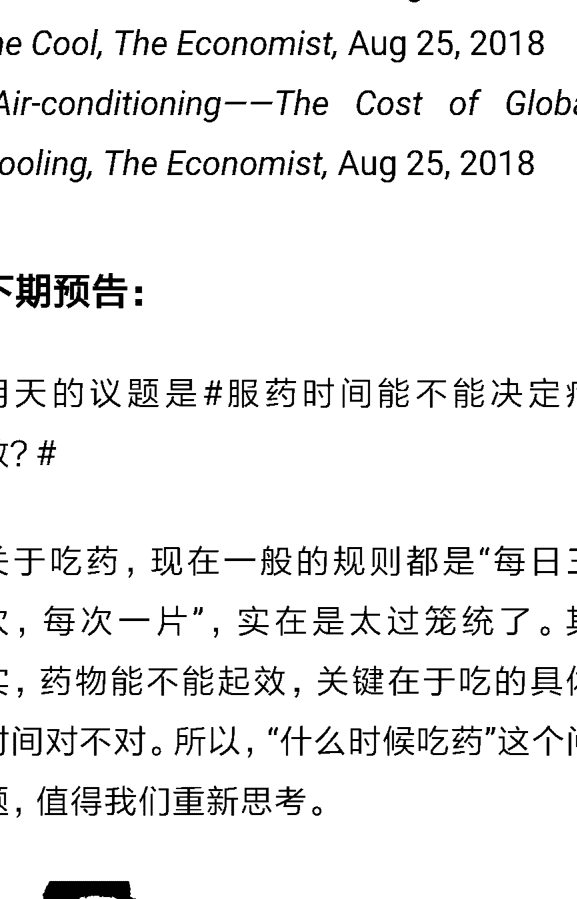 he Cool, The Economist, Aug 25, 2018
Air-conditioning——The Cost of Globa
ooling, The Economist, Aug 25, 2018
下期预告：
明天的议题是#服药时间能不能决定疗
效？#
关于吃药，现在一般的规则都是“每日三
次，每次一片”，实在是太过笼统了。其
实，药物能不能起效，关键在于吃的具体
时间对不对。所以，“什么时候吃药”这个问
题，值得我们重新思考。